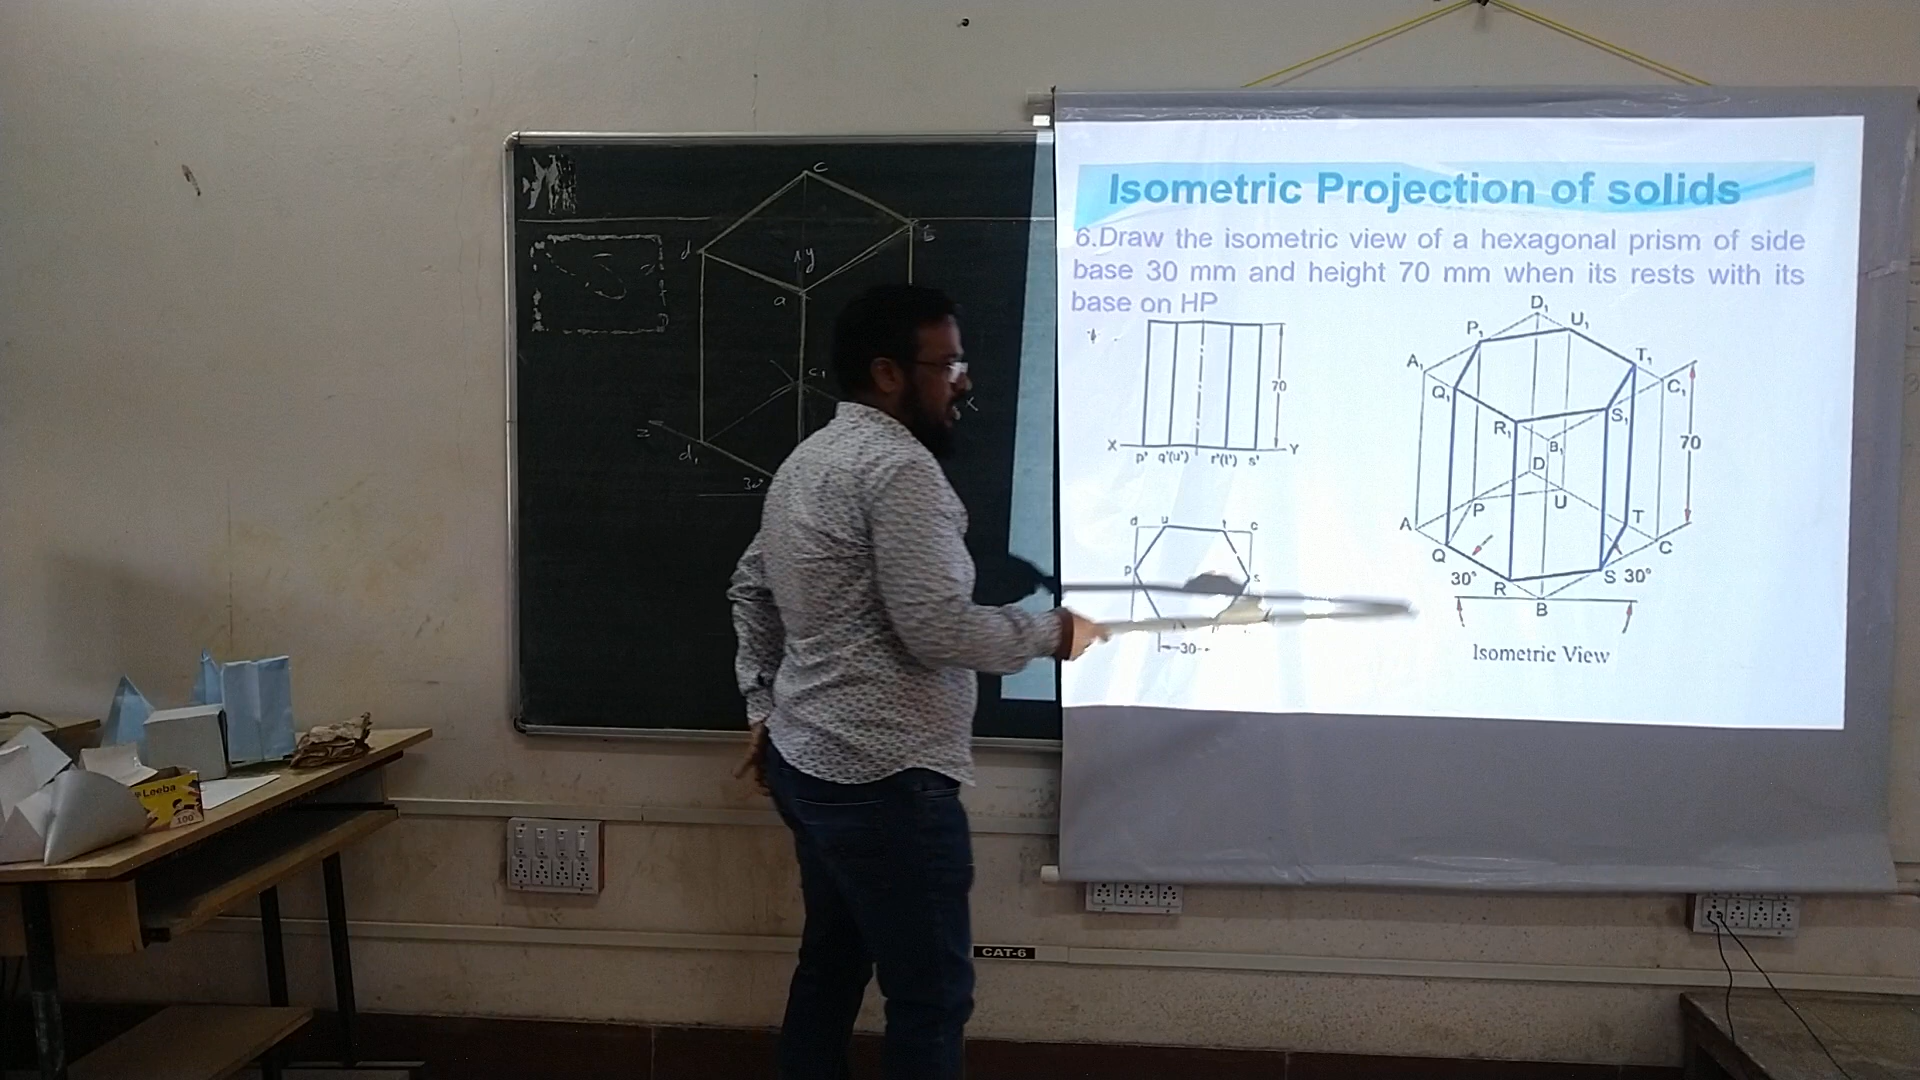 Isometric Projection of solids
6.Draw the isometric view of a hexagonal prism of side
base 30 mm and height 70 mm when its rests with its
base on HP
70
X
Y
p' q'(u') r'(t') s'
d u t c
p s
30
D₁
P₁ U₁
A₁ T₁
Q₁ C₁
R₁ S₁
B₁
70
D
P U
A T
Q C
30° R S 30°
B
Isometric View
c
d b
y
a
c₁
x
z
d₁
30°
Leeba
100
CAT-6